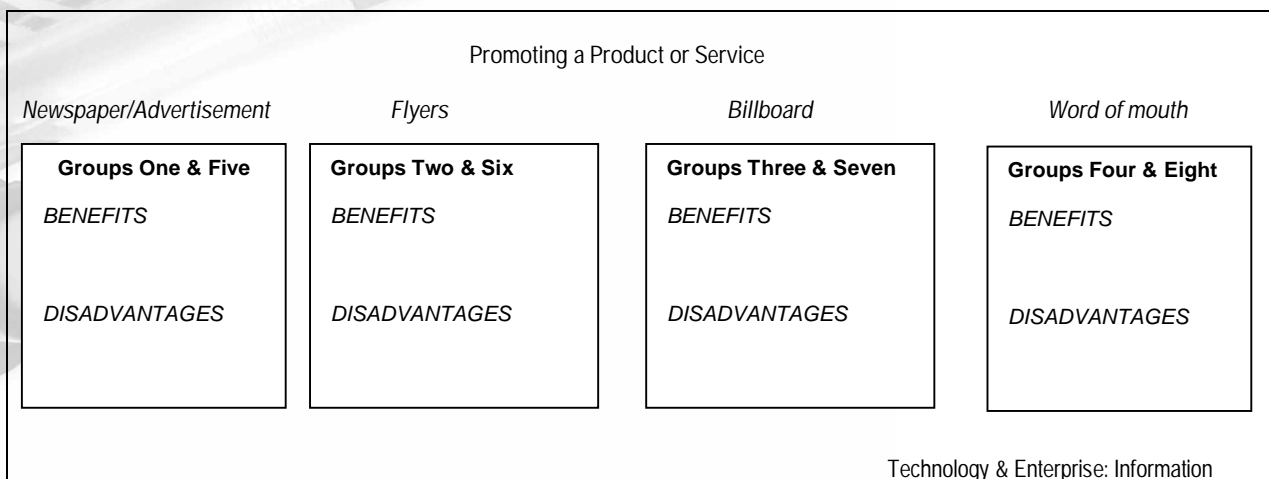 Promoting a Product or Service
Newspaper/Advertisement Flyers Billboard Word of mouth
Groups One & Five
BENEFITS
DISADVANTAGES
Groups Two & Six
BENEFITS
DISADVANTAGES
Groups Three & Seven
BENEFITS
DISADVANTAGES
Groups Four & Eight
BENEFITS
DISADVANTAGES
Technology & Enterprise: Information